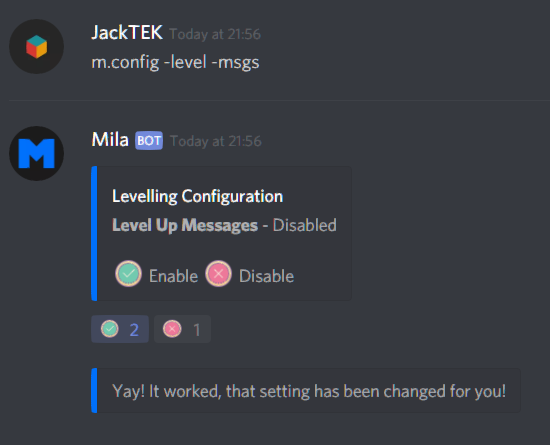 JackTEK Today at 21:56
m.config -level -msgs
M
Mila BOT Today at 21:56
Levelling Configuration
Level Up Messages - Disabled
Enable Disable
2 1
Yay! It worked, that setting has been changed for you!